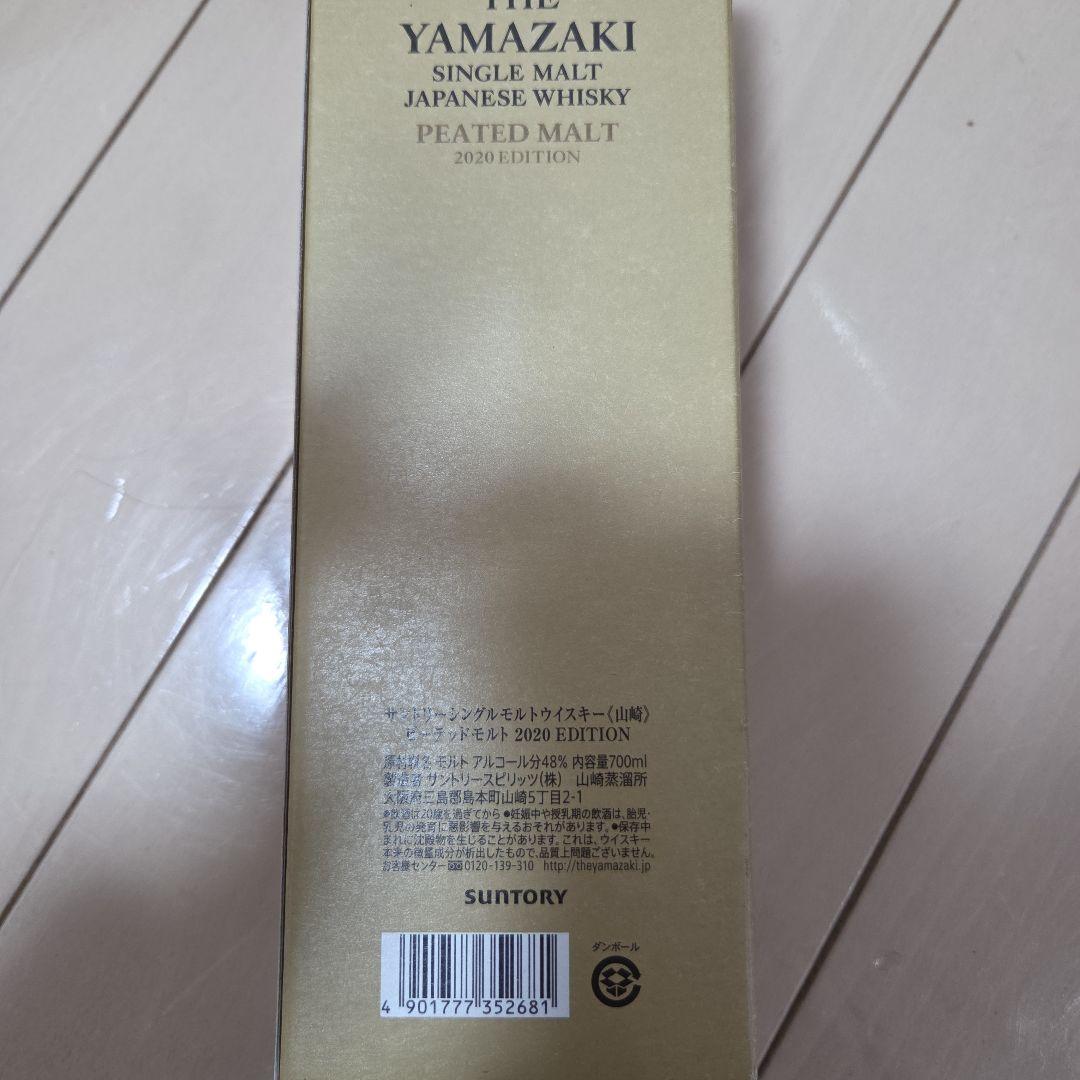 THE
YAMAZAKI
SINGLE MALT
JAPANESE WHISKY
PEATED MALT
2020 EDITION
サントリーシングルモルトウイスキー《山崎》
ピーテッドモルト 2020 EDITION
原材料名 モルト アルコール分48% 内容量700ml
製造者 サントリースピリッツ(株) 山崎蒸溜所
大阪府三島郡島本町山崎5丁目2-1
●飲酒は20歳を過ぎてから ●妊娠中や授乳期の飲酒は、胎児・
乳児の発育に悪影響を与えるおそれがあります。●保存中
まれに沈殿物を生じることがあります。これは、ウイスキー
本来の微量成分が析出したもので、品質上問題ございません。
お客様センター 0120-139-310 http://theyamazaki.jp
SUNTORY
ダンボール
4 901777 352681